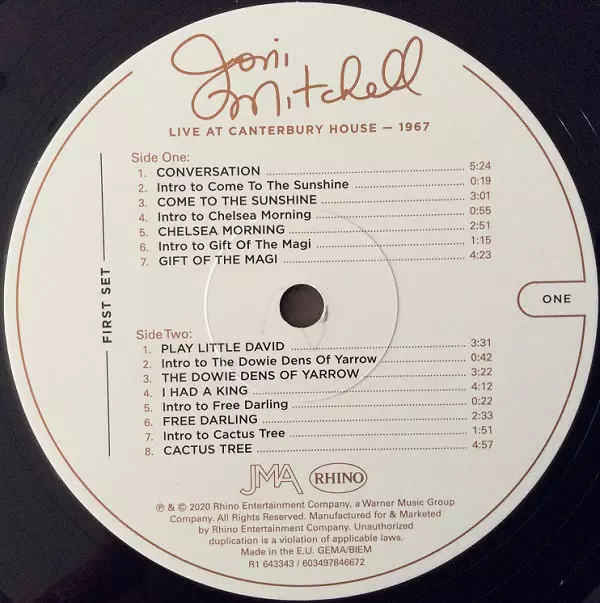 Joni
Mitchell
LIVE AT CANTERBURY HOUSE — 1967
FIRST SET
Side One:
1. CONVERSATION 5:24
2. Intro to Come To The Sunshine 0:19
3. COME TO THE SUNSHINE 3:01
4. Intro to Chelsea Morning 0:55
5. CHELSEA MORNING 2:51
6. Intro to Gift Of The Magi 1:15
7. GIFT OF THE MAGI 4:23
ONE
Side Two:
1. PLAY LITTLE DAVID 3:31
2. Intro to The Dowie Dens Of Yarrow 0:42
3. THE DOWIE DENS OF YARROW 3:22
4. I HAD A KING 4:12
5. Intro to Free Darling 0:22
6. FREE DARLING 2:33
7. Intro to Cactus Tree 1:51
8. CACTUS TREE 4:57
JMA RHINO
℗ & © 2020 Rhino Entertainment Company, a Warner Music Group
Company. All Rights Reserved. Manufactured for & Marketed
by Rhino Entertainment Company. Unauthorized
duplication is a violation of applicable laws.
Made in the E.U. GEMA/BIEM
R1 643343 / 603497846672